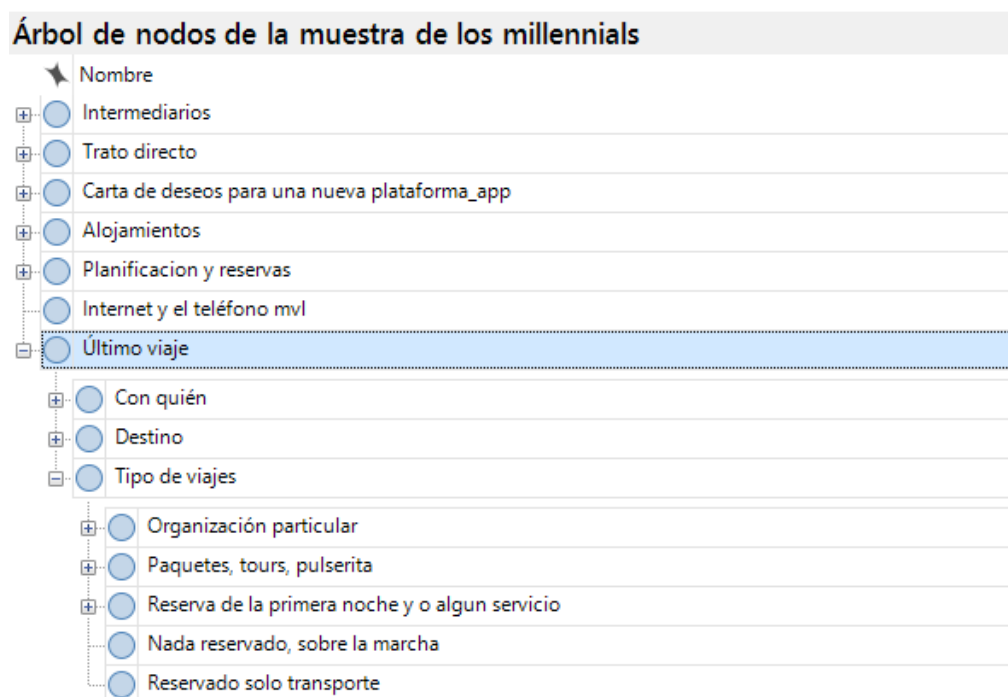 Árbol de nodos de la muestra de los millennials
Nombre
Intermediarios
Trato directo
Carta de deseos para una nueva plataforma_app
Alojamientos
Planificacion y reservas
Internet y el teléfono mvl
Último viaje
Con quién
Destino
Tipo de viajes
Organización particular
Paquetes, tours, pulserita
Reserva de la primera noche y o algun servicio
Nada reservado, sobre la marcha
Reservado solo transporte